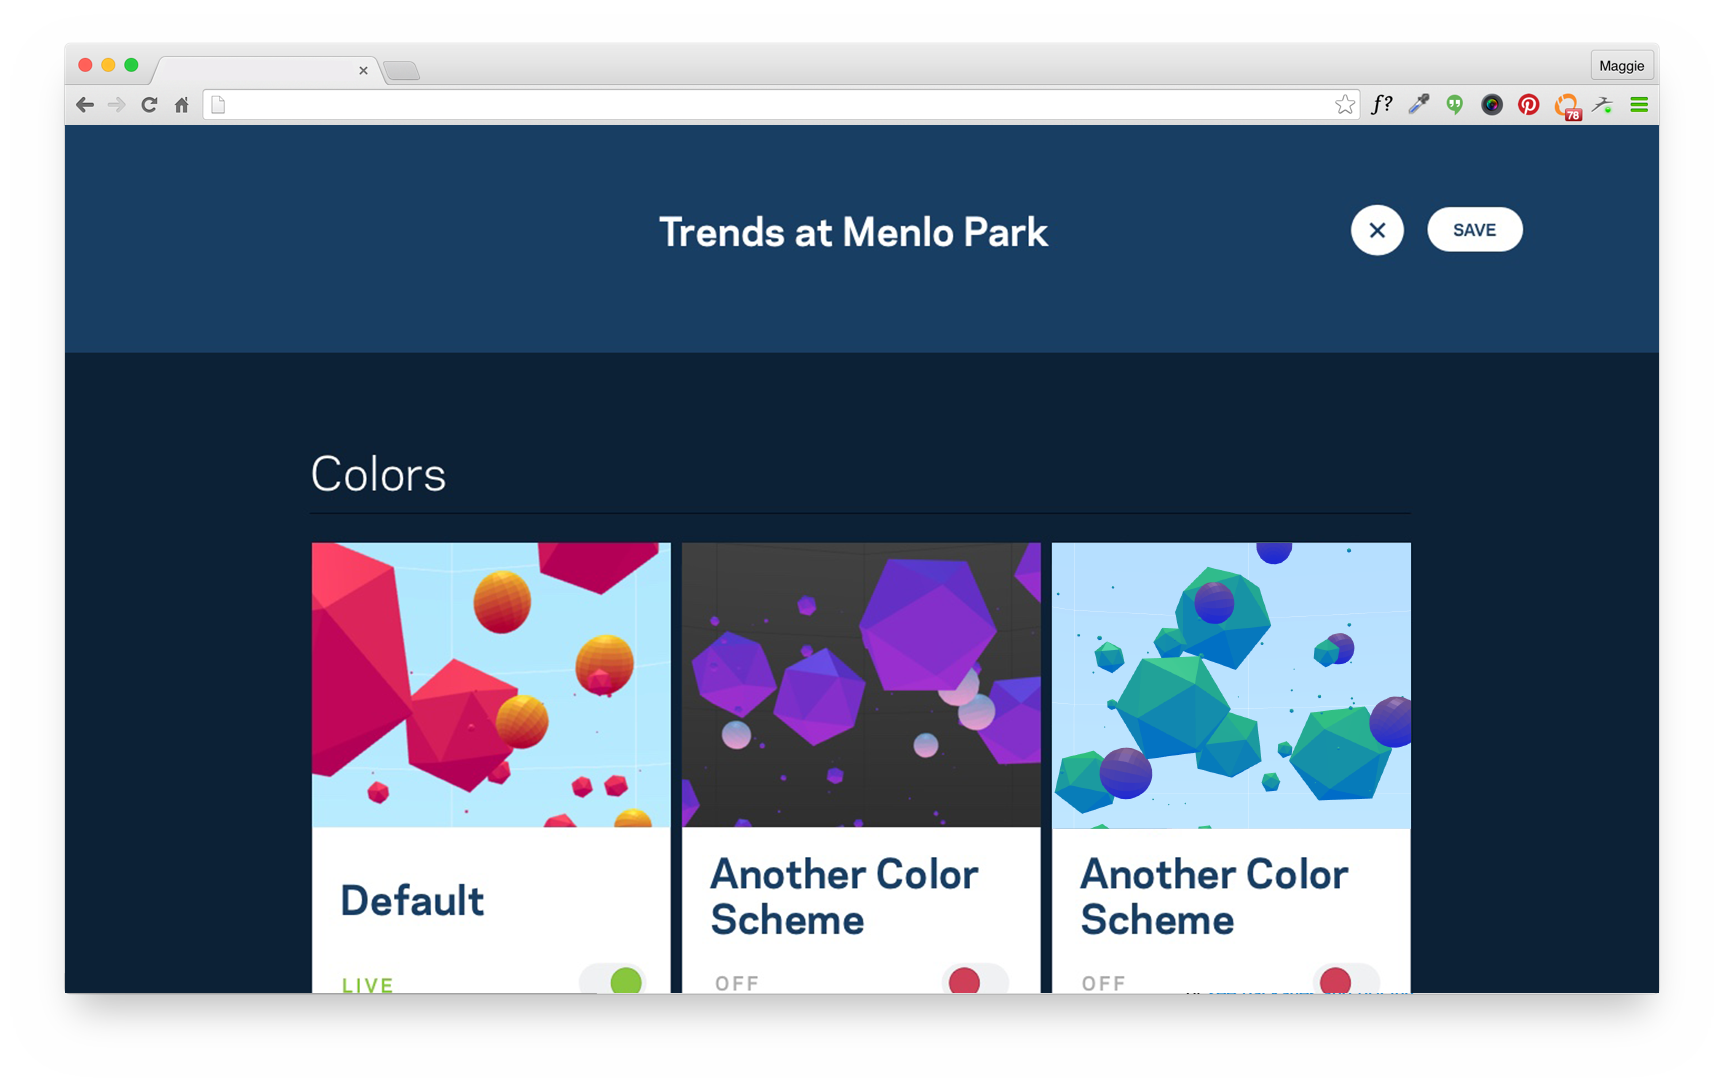 Maggie
f?
78
Trends at Menlo Park
SAVE
Colors
Default
LIVE
Another Color
Scheme
OFF
Another Color
Scheme
OFF